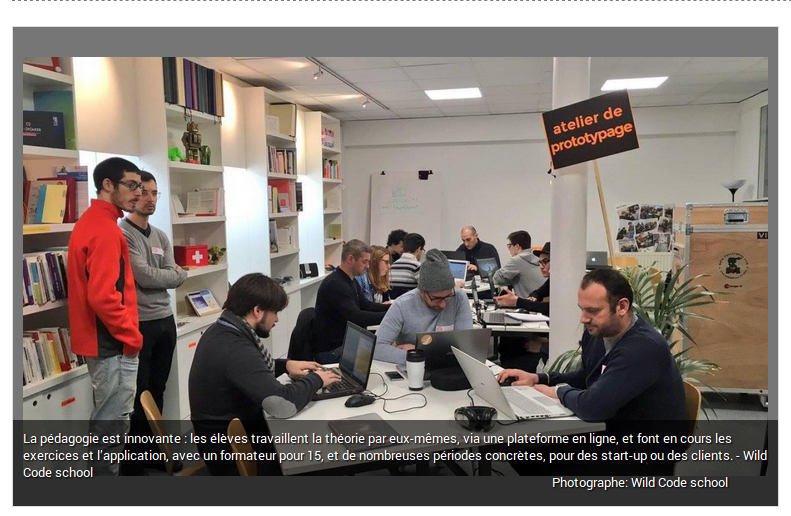 atelier de
prototypage
La pédagogie est innovante : les élèves travaillent la théorie par eux-mêmes, via une plateforme en ligne, et font en cours les
exercices et l'application, avec un formateur pour 15, et de nombreuses périodes concrètes, pour des start-up ou des clients. - Wild
Code school
Photographe: Wild Code school